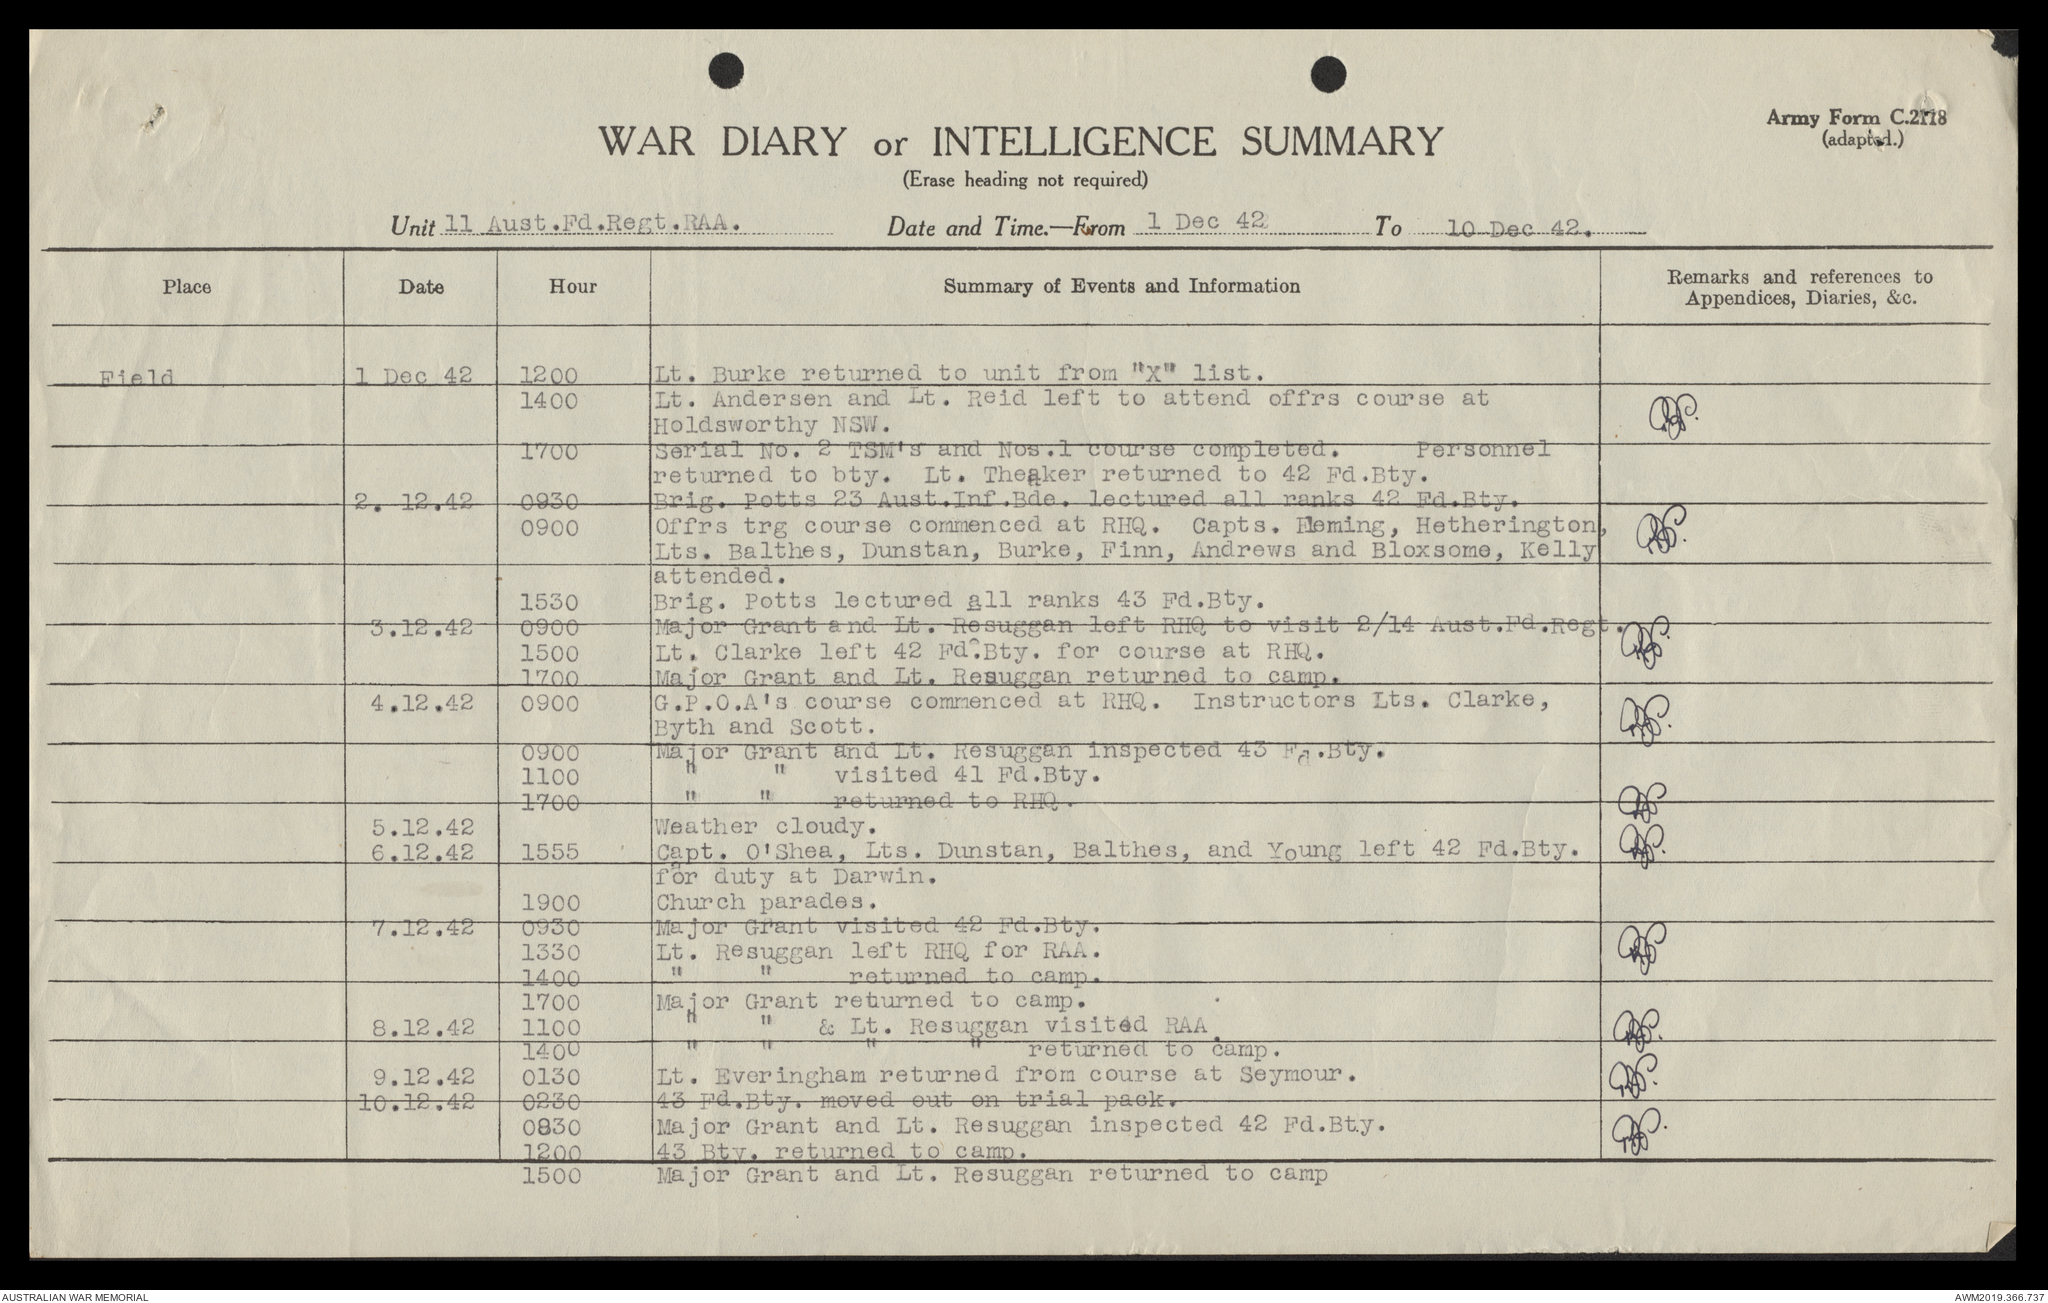 Army Form C.2118
(adapted.)
WAR DIARY or INTELLIGENCE SUMMARY
(Erase heading not required)
Unit 11 Aust.Fd.Regt.RAA. Date and Time.—From 1 Dec 42 To 10 Dec 42.
Place Date Hour Summary of Events and Information Remarks and references to
Appendices, Diaries, &c.
Field 1 Dec 42 1200 Lt. Burke returned to unit from "X" list.
1400 Lt. Andersen and Lt. Reid left to attend offrs course at
Holdsworthy NSW.
1700 Serial No. 2 TSM's and Nos.1 course completed. Personnel
returned to bty. Lt. Theaker returned to 42 Fd.Bty.
2. 12.42 0930 Brig. Potts 23 Aust.Inf.Bde. lectured all ranks 42 Fd.Bty.
0900 Offrs trg course commenced at RHQ. Capts. Fleming, Hetherington,
Lts. Balthes, Dunstan, Burke, Finn, Andrews and Bloxsome, Kelly
attended.
1530 Brig. Potts lectured all ranks 43 Fd.Bty.
3.12.42 0900 Major Grant and Lt. Resuggan left RHQ to visit 2/14 Aust.Fd.Regt.
1500 Lt. Clarke left 42 Fd.Bty. for course at RHQ.
1700 Major Grant and Lt. Resuggan returned to camp.
4.12.42 0900 G.P.O.A's course commenced at RHQ. Instructors Lts. Clarke,
Byth and Scott.
0900 Major Grant and Lt. Resuggan inspected 43 Fd.Bty.
1100 " " visited 41 Fd.Bty.
1700 " " returned to RHQ.
5.12.42 Weather cloudy.
6.12.42 1555 Capt. O'Shea, Lts. Dunstan, Balthes, and Young left 42 Fd.Bty.
for duty at Darwin.
1900 Church parades.
7.12.42 0930 Major Grant visited 42 Fd.Bty.
1330 Lt. Resuggan left RHQ for RAA.
1400 " " returned to camp.
1700 Major Grant returned to camp.
8.12.42 1100 " " & Lt. Resuggan visited RAA.
1400 " " " " returned to camp.
9.12.42 0130 Lt. Everingham returned from course at Seymour.
10.12.42 0230 43 Fd.Bty. moved out on trial pack.
0830 Major Grant and Lt. Resuggan inspected 42 Fd.Bty.
1200 43 Bty. returned to camp.
1500 Major Grant and Lt. Resuggan returned to camp
AUSTRALIAN WAR MEMORIAL AWM2019.366.737